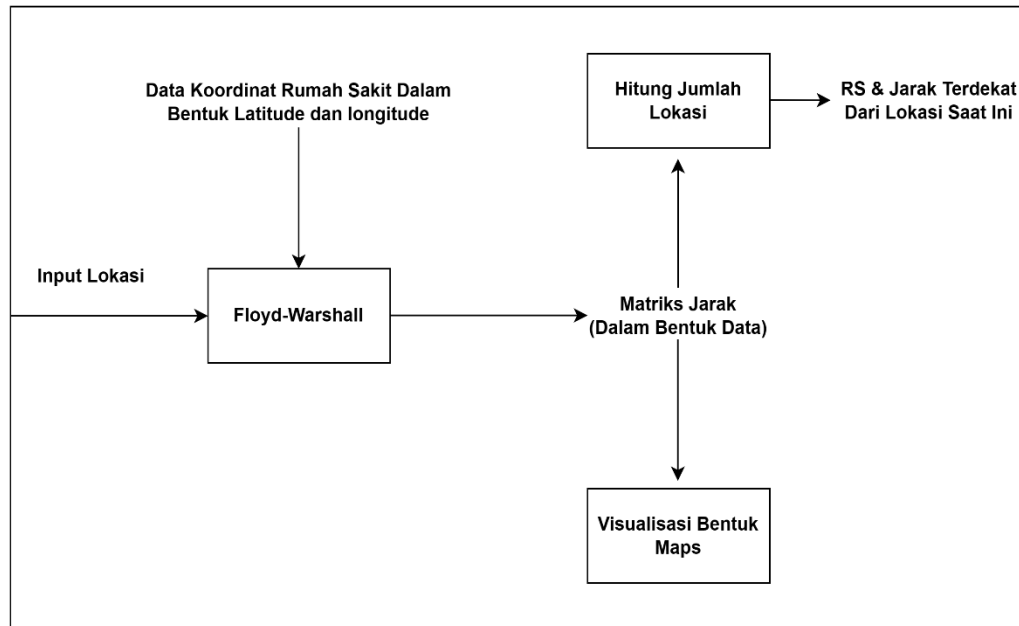 Data Koordinat Rumah Sakit Dalam
Bentuk Latitude dan longitude
Hitung Jumlah
Lokasi
RS & Jarak Terdekat
Dari Lokasi Saat Ini
Input Lokasi
Floyd-Warshall
Matriks Jarak
(Dalam Bentuk Data)
Visualisasi Bentuk
Maps